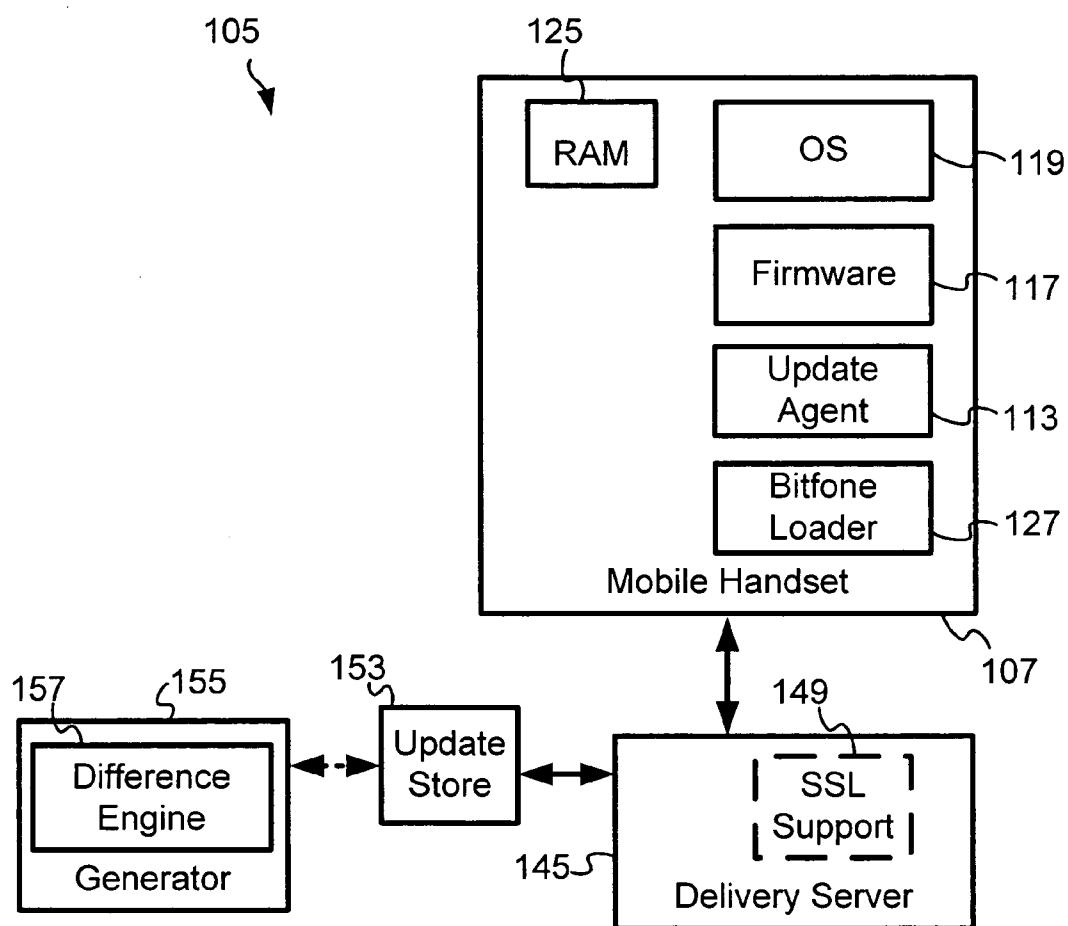 105
125
RAM
OS
119
Firmware
117
Update
Agent
113
Bitfone
Loader
127
Mobile Handset
107
157
155
153
149
Difference
Engine
Generator
Update
Store
SSL
Support
145
Delivery Server